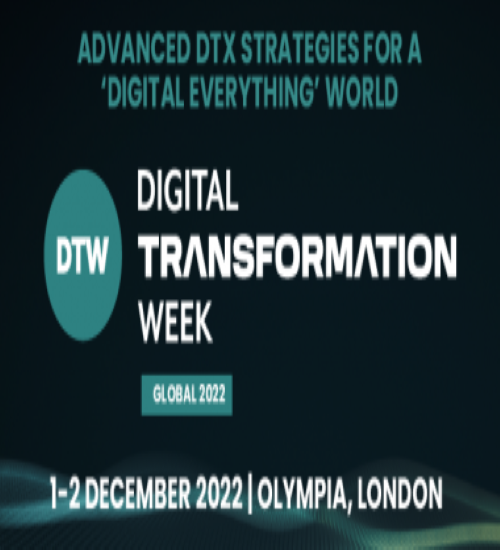 ADVANCED DTX STRATEGIES FOR A
‘DIGITAL EVERYTHING’ WORLD
DTW
DIGITAL
TRANSFORMATION
WEEK
GLOBAL 2022
1-2 DECEMBER 2022 | OLYMPIA, LONDON